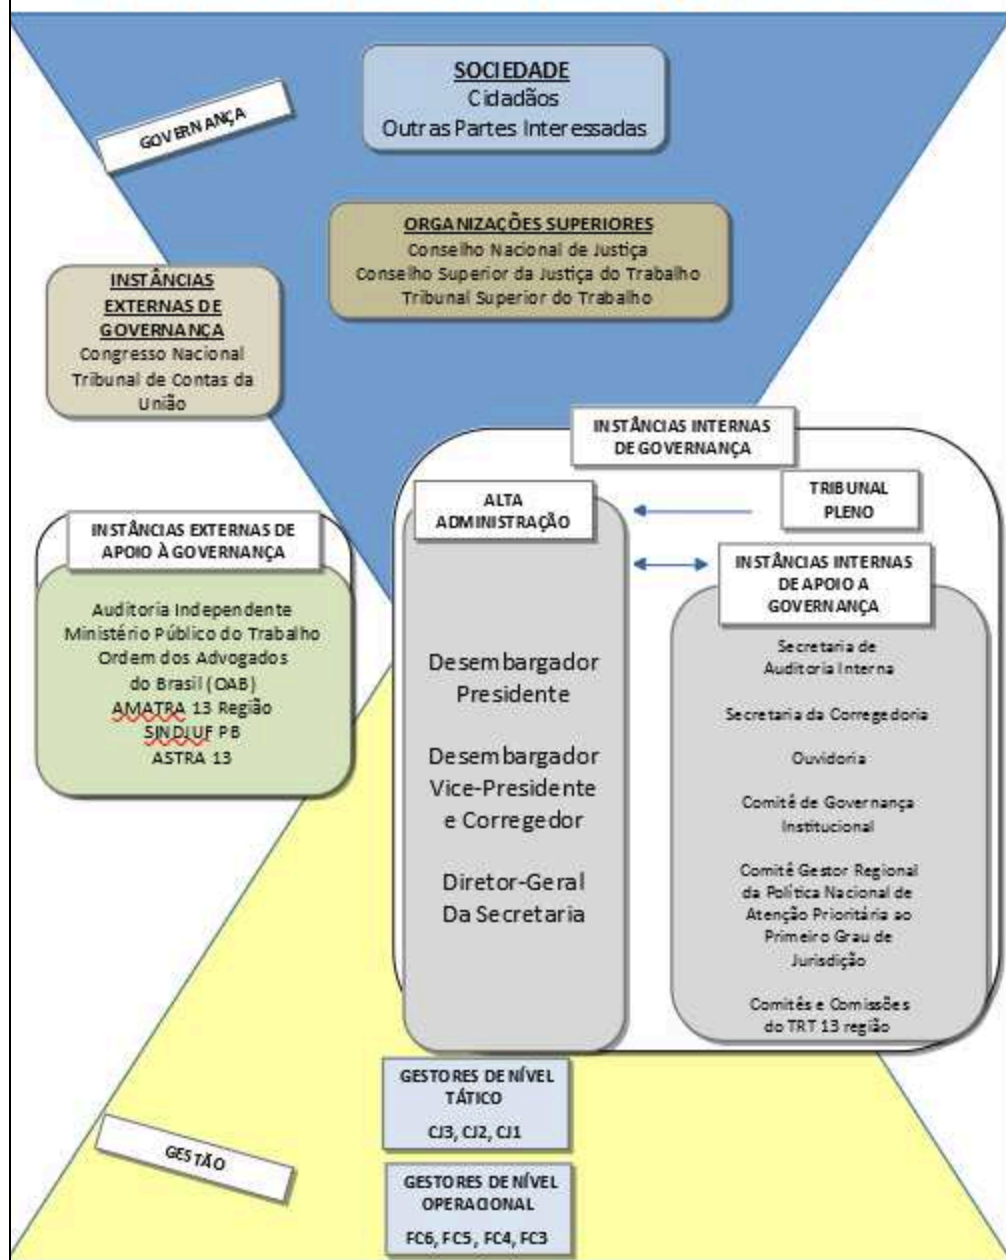 SOCIEDADE
Cidadãos
Outras Partes Interessadas
GOVERNANÇA
ORGANIZAÇÕES SUPERIORES
Conselho Nacional de Justiça
Conselho Superior da Justiça do Trabalho
Tribunal Superior do Trabalho
INSTÂNCIAS
EXTERNAS DE
GOVERNANÇA
Congresso Nacional
Tribunal de Contas da
União
INSTÂNCIAS INTERNAS
DE GOVERNANÇA
ALTA
ADMINISTRAÇÃO
TRIBUNAL
PLENO
INSTÂNCIAS EXTERNAS DE
APOIO À GOVERNANÇA
Auditoria Independente
Ministério Público do Trabalho
Ordem dos Advogados
do Brasil (OAB)
AMATRA 13 Região
SINDJUF PB
ASTRA 13
Desembargador
Presidente
Desembargador
Vice-Presidente
e Corregedor
Diretor-Geral
Da Secretaria
INSTÂNCIAS INTERNAS
DE APOIO A
GOVERNANÇA
Secretaria de
Auditoria Interna
Secretaria da Corregedoria
Ouvidoria
Comitê de Governança
Institucional
Comitê Gestor Regional
da Política Nacional de
Atenção Prioritária ao
Primeiro Grau de
Jurisdição
Comitês e Comissões
do TRT 13 região
GESTORES DE NÍVEL
TÁTICO
CJ3, CJ2, CJ1
GESTÃO
GESTORES DE NÍVEL
OPERACIONAL
FC6, FC5, FC4, FC3